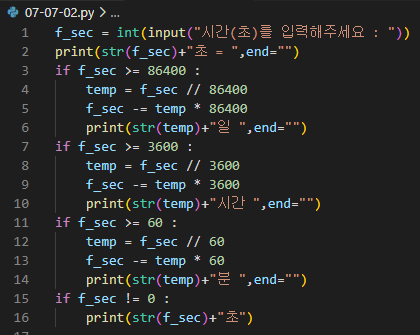 07-07-02.py > ...
1 f_sec = int(input("시간(초)를 입력해주세요 : "))
2 print(str(f_sec)+"초 = ",end="")
3 if f_sec >= 86400 :
4     temp = f_sec // 86400
5     f_sec -= temp * 86400
6     print(str(temp)+"일 ",end="")
7 if f_sec >= 3600 :
8     temp = f_sec // 3600
9     f_sec -= temp * 3600
10     print(str(temp)+"시간 ",end="")
11 if f_sec >= 60 :
12     temp = f_sec // 60
13     f_sec -= temp * 60
14     print(str(temp)+"분 ",end="")
15 if f_sec != 0 :
16     print(str(f_sec)+"초")